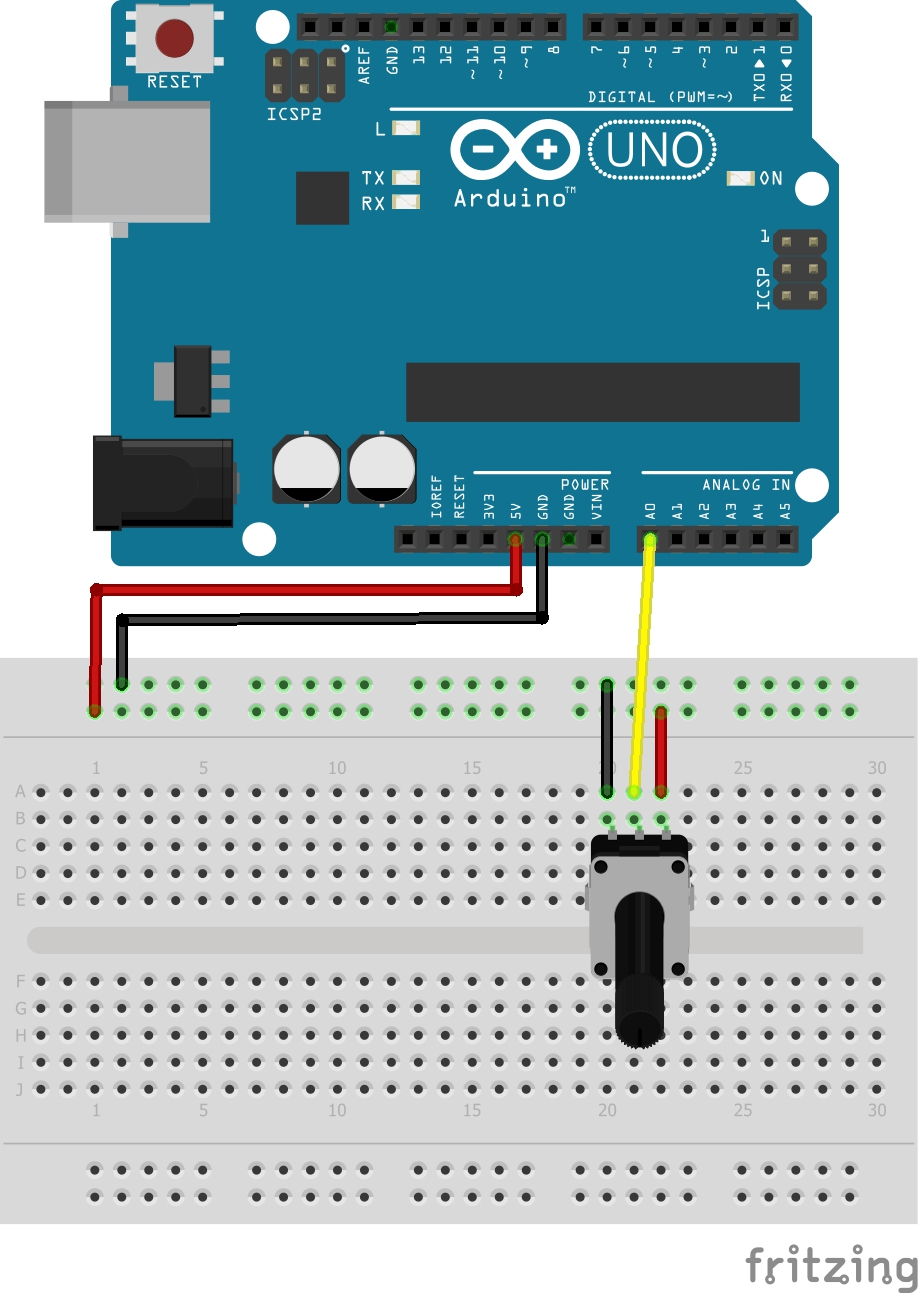 RESET
ICSP2
AREF
GND
13
12
~11
~10
~9
8
7
~6
~5
4
~3
2
TX0▶1
RX0◀0
DIGITAL (PWM=~)
L
TX
RX
Arduino™
UNO
ON
1
ICSP
POWER
ANALOG IN
IOREF
RESET
3V3
5V
GND
GND
VIN
A0
A1
A2
A3
A4
A5
1 5 10 15 20 25 30
A
B
C
D
E
F
G
H
I
J
1 5 10 15 20 25 30
fritzing